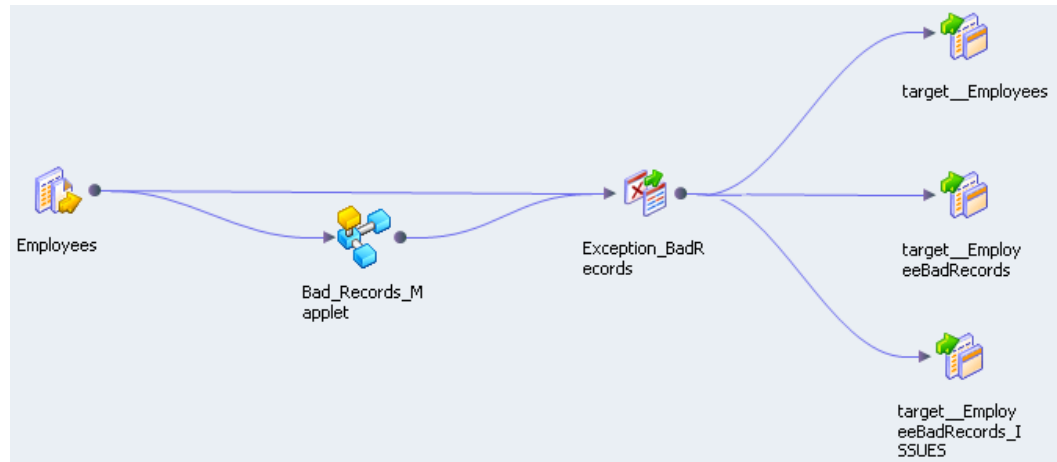 target__Employees
Employees
Bad_Records_M
applet
Exception_BadR
ecords
target__Employ
eeBadRecords
target__Employ
eeBadRecords_I
SSUES